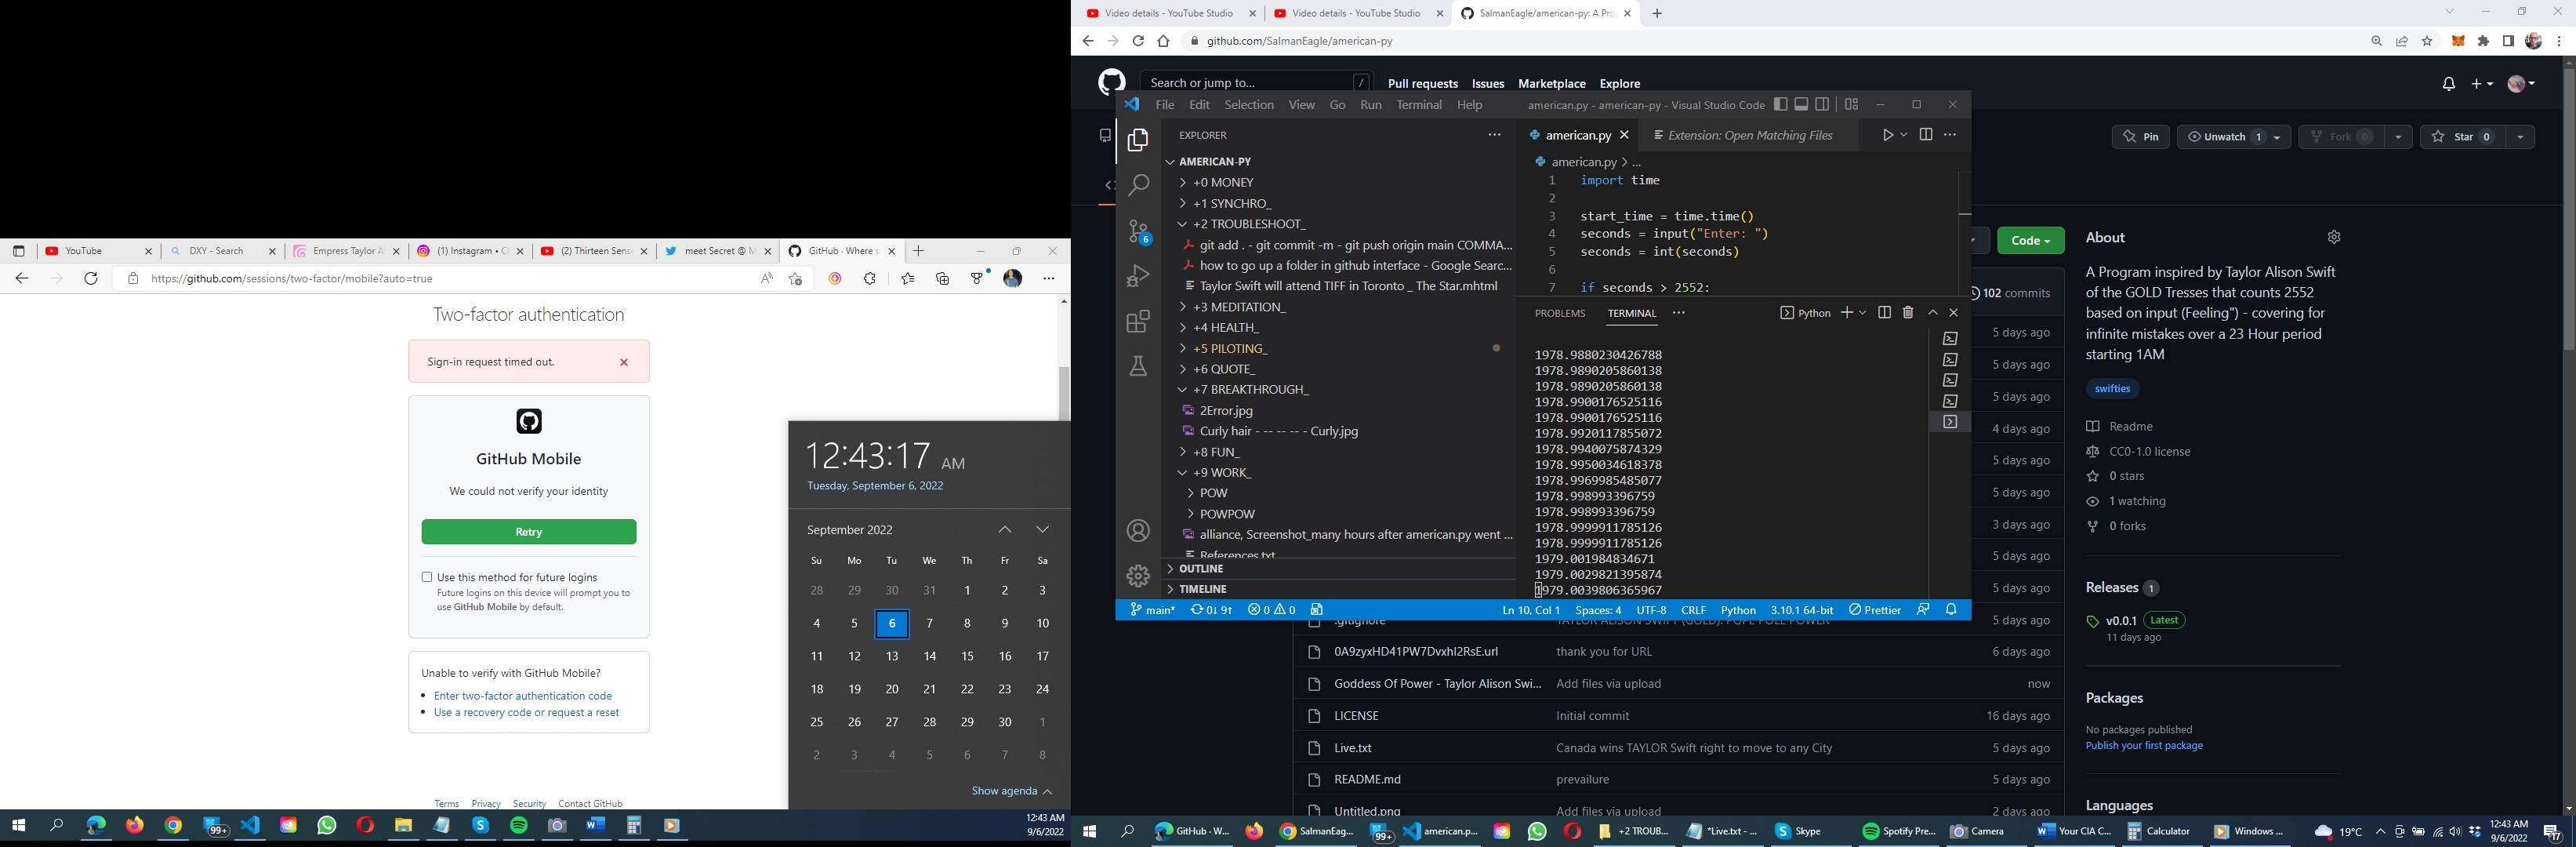 YouTube
DXY - Search
Empress Taylor A
(1) Instagram • C
(2) Thirteen Sense
meet Secret @ M
GitHub · Where s
https://github.com/sessions/two-factor/mobile?auto=true
Two-factor authentication
Sign-in request timed out.
GitHub Mobile
We could not verify your identity
Retry
Use this method for future logins
Future logins on this device will prompt you to
use GitHub Mobile by default.
Unable to verify with GitHub Mobile?
• Enter two-factor authentication code
• Use a recovery code or request a reset
Terms Privacy Security Contact GitHub
12:43:17 AM
Tuesday, September 6, 2022
September 2022
Su Mo Tu We Th Fr Sa
28 29 30 31 1 2 3
4 5 6 7 8 9 10
11 12 13 14 15 16 17
18 19 20 21 22 23 24
25 26 27 28 29 30 1
2 3 4 5 6 7 8
Show agenda
99+
12:43 AM
9/6/2022
Video details - YouTube Studio
Video details - YouTube Studio
SalmanEagle/american-py: A Pro
github.com/SalmanEagle/american-py
Search or jump to... /
Pull requests Issues Marketplace Explore
Pin
Unwatch 1
Fork 0
Star 0
File Edit Selection View Go Run Terminal Help
american.py - american-py - Visual Studio Code
EXPLORER
AMERICAN-PY
+0 MONEY
+1 SYNCHRO_
+2 TROUBLESHOOT_
git add . - git commit -m - git push origin main COMMA...
how to go up a folder in github interface - Google Searc...
Taylor Swift will attend TIFF in Toronto _ The Star.mhtml
+3 MEDITATION_
+4 HEALTH_
+5 PILOTING_
+6 QUOTE_
+7 BREAKTHROUGH_
2Error.jpg
Curly hair - -- -- -- - Curly.jpg
+8 FUN_
+9 WORK_
POW
POWPOW
alliance, Screenshot_many hours after american.py went ...
References.txt
OUTLINE
TIMELINE
6
american.py
Extension: Open Matching Files
american.py > ...
1 import time
2
3 start_time = time.time()
4 seconds = input("Enter: ")
5 seconds = int(seconds)
6
7 if seconds > 2552:
PROBLEMS TERMINAL
Python
1978.9880230426788
1978.9890205860138
1978.9890205860138
1978.9900176525116
1978.9900176525116
1978.9920117855072
1978.9940075874329
1978.9950034618378
1978.9969985485077
1978.998993396759
1978.998993396759
1978.9999911785126
1978.9999911785126
1979.001984834671
1979.0029821395874
1979.0039806365967
main* 0↓ 9↑ 0 0
Ln 10, Col 1 Spaces: 4 UTF-8 CRLF Python 3.10.1 64-bit Prettier
Code
102 commits
5 days ago
5 days ago
5 days ago
4 days ago
5 days ago
5 days ago
3 days ago
5 days ago
5 days ago
.gitignore TAYLOR ALISON SWIFT (GOLD): POPE POLE POWER 5 days ago
0A9zyxHD41PW7DvxhI2RsE.url thank you for URL 6 days ago
Goddess Of Power - Taylor Alison Swi... Add files via upload now
LICENSE Initial commit 16 days ago
Live.txt Canada wins TAYLOR Swift right to move to any City 5 days ago
README.md prevailure 5 days ago
Untitled.png Add files via upload 2 days ago
About
A Program inspired by Taylor Alison Swift
of the GOLD Tresses that counts 2552
based on input (Feeling") - covering for
infinite mistakes over a 23 Hour period
starting 1AM
swifties
Readme
CC0-1.0 license
0 stars
1 watching
0 forks
Releases 1
v0.0.1 Latest
11 days ago
Packages
No packages published
Publish your first package
Languages
GitHub - W...
SalmanEag...
99+
american.p...
+2 TROUB...
*Live.txt - ...
Skype
Spotify Pre...
Camera
Your CIA C...
Calculator
Windows ...
19°C
12:43 AM
9/6/2022
17